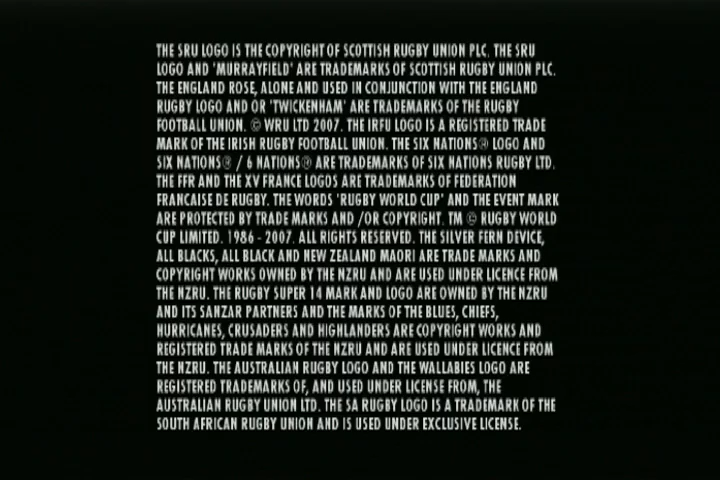 THE SRU LOGO IS THE COPYRIGHT OF SCOTTISH RUGBY UNION PLC. THE SRU
LOGO AND 'MURRAYFIELD' ARE TRADEMARKS OF SCOTTISH RUGBY UNION PLC.
THE ENGLAND ROSE, ALONE AND USED IN CONJUNCTION WITH THE ENGLAND
RUGBY LOGO AND OR 'TWICKENHAM' ARE TRADEMARKS OF THE RUGBY
FOOTBALL UNION. © WRU LTD 2007. THE IRFU LOGO IS A REGISTERED TRADE
MARK OF THE IRISH RUGBY FOOTBALL UNION. THE SIX NATIONS® LOGO AND
SIX NATIONS® / 6 NATIONS® ARE TRADEMARKS OF SIX NATIONS RUGBY LTD.
THE FFR AND THE XV FRANCE LOGOS ARE TRADEMARKS OF FEDERATION
FRANCAISE DE RUGBY. THE WORDS 'RUGBY WORLD CUP' AND THE EVENT MARK
ARE PROTECTED BY TRADE MARKS AND /OR COPYRIGHT. TM © RUGBY WORLD
CUP LIMITED. 1986 - 2007. ALL RIGHTS RESERVED. THE SILVER FERN DEVICE,
ALL BLACKS, ALL BLACK AND NEW ZEALAND MAORI ARE TRADE MARKS AND
COPYRIGHT WORKS OWNED BY THE NZRU AND ARE USED UNDER LICENCE FROM
THE NZRU. THE RUGBY SUPER 14 MARK AND LOGO ARE OWNED BY THE NZRU
AND ITS SANZAR PARTNERS AND THE MARKS OF THE BLUES, CHIEFS,
HURRICANES, CRUSADERS AND HIGHLANDERS ARE COPYRIGHT WORKS AND
REGISTERED TRADE MARKS OF THE NZRU AND ARE USED UNDER LICENCE FROM
THE NZRU. THE AUSTRALIAN RUGBY LOGO AND THE WALLABIES LOGO ARE
REGISTERED TRADEMARKS OF, AND USED UNDER LICENSE FROM, THE
AUSTRALIAN RUGBY UNION LTD. THE SA RUGBY LOGO IS A TRADEMARK OF THE
SOUTH AFRICAN RUGBY UNION AND IS USED UNDER EXCLUSIVE LICENSE.